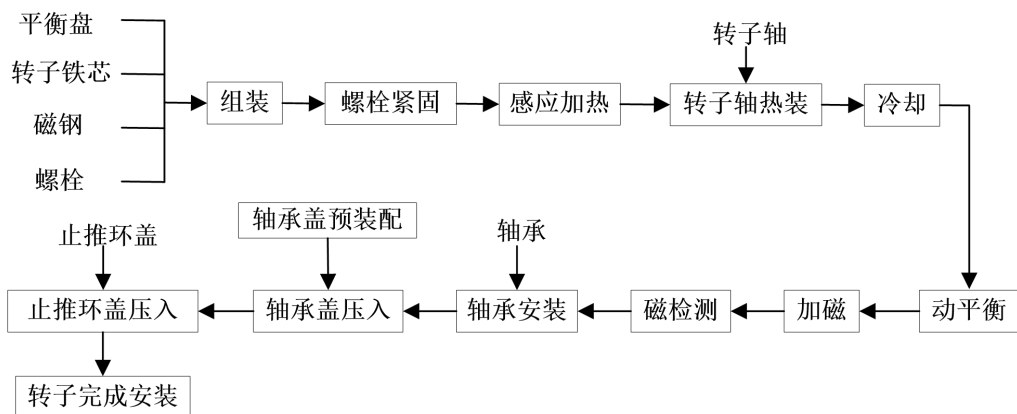 平衡盘
转子铁芯
磁钢
螺栓
组装
螺栓紧固
感应加热
转子轴
转子轴热装
冷却
止推环盖
轴承盖预装配
轴承
止推环盖压入
轴承盖压入
轴承安装
磁检测
加磁
动平衡
转子完成安装